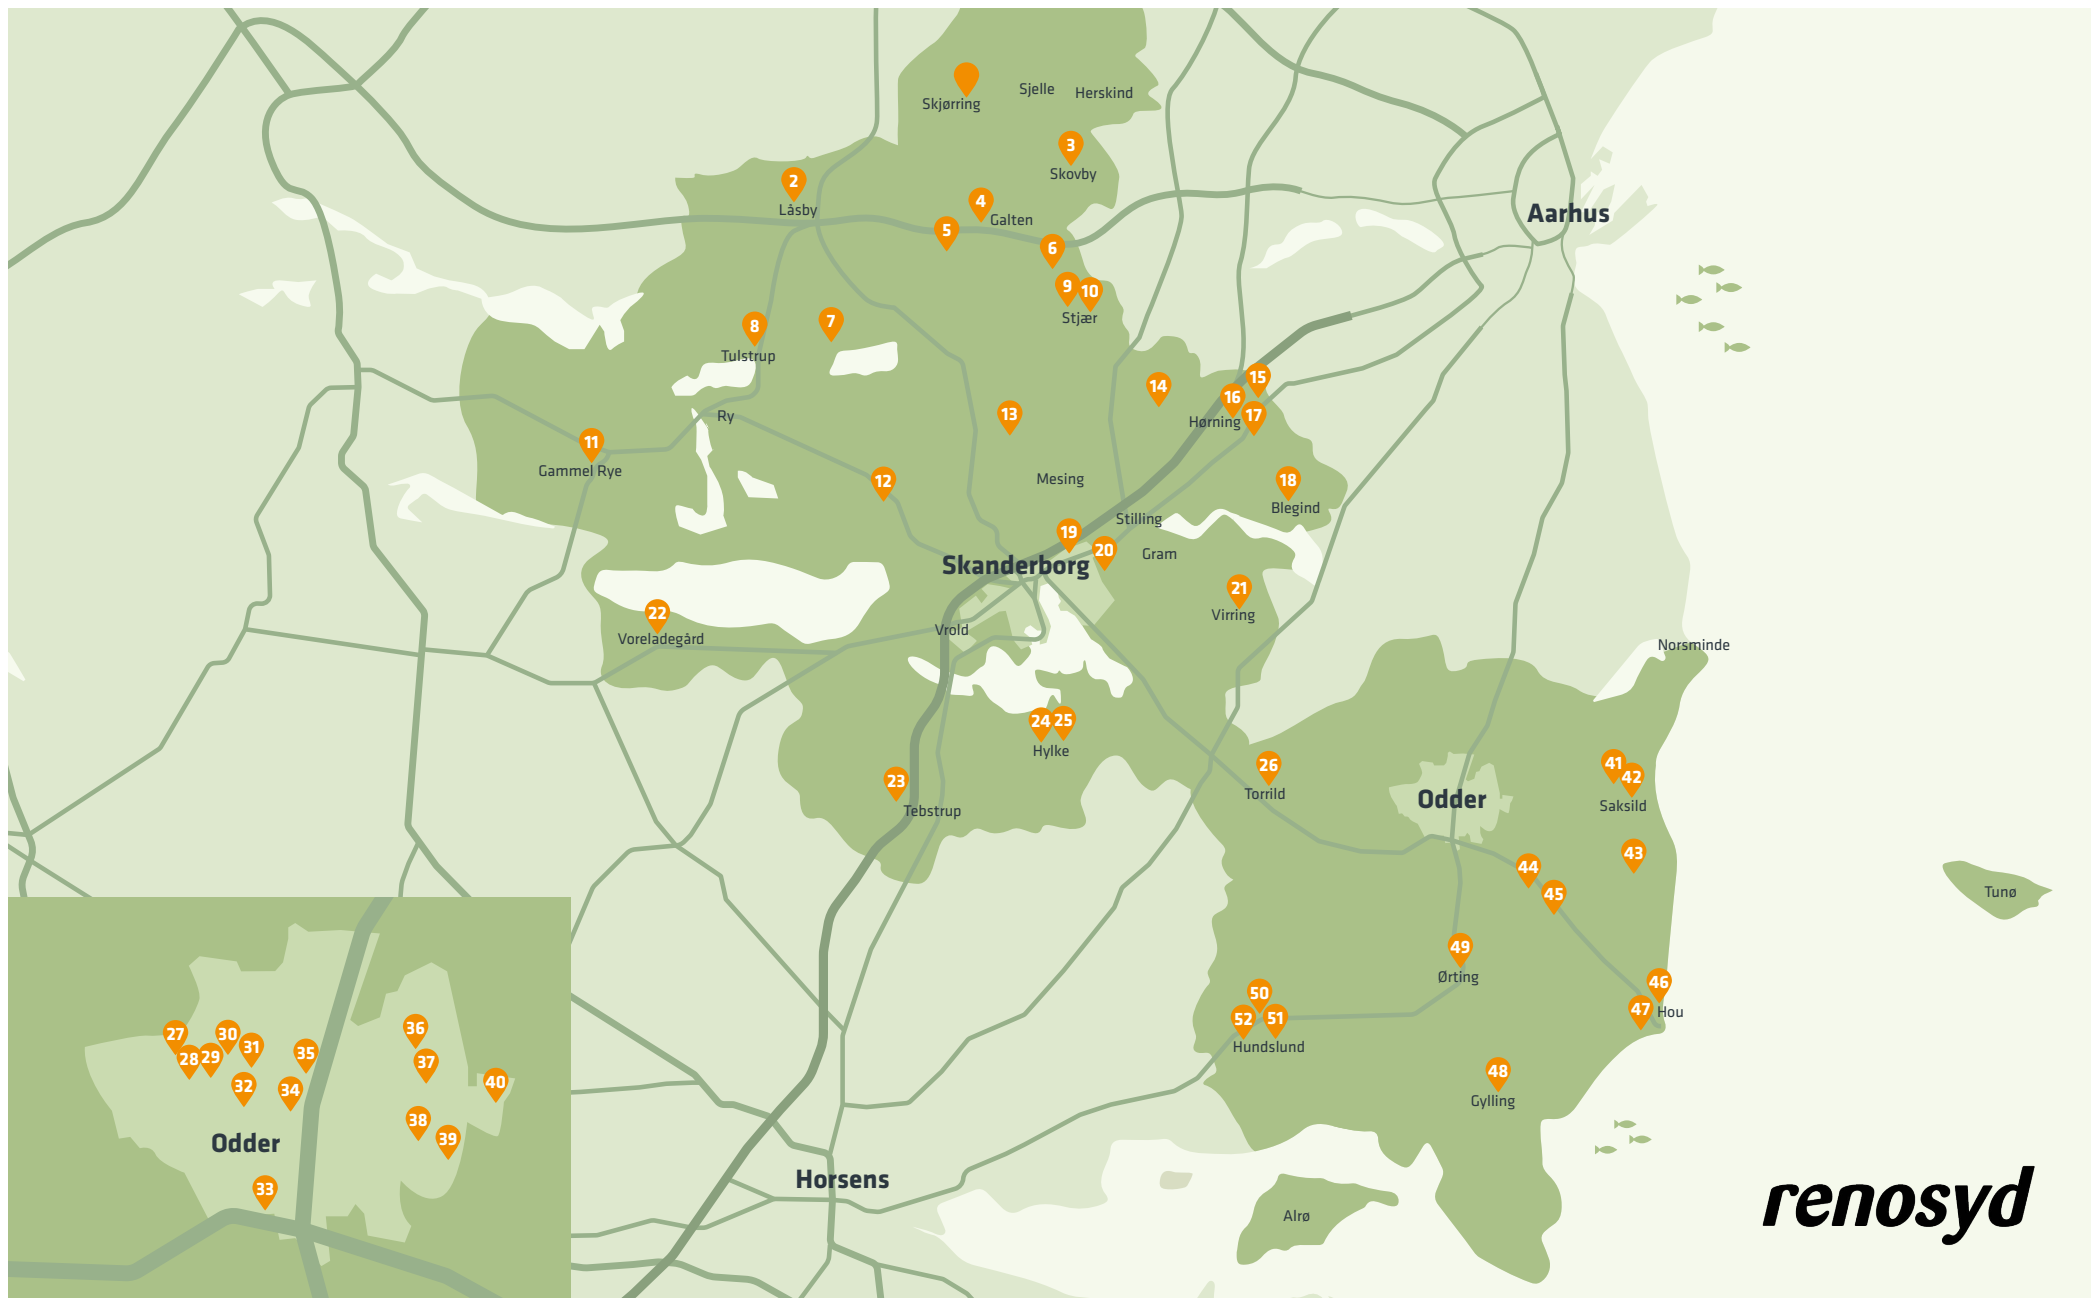 Skjørring
Sjelle
Herskind
3
Skovby
2
Låsby
4
Galten
5
6
Aarhus
9
10
Stjær
8
Tulstrup
7
14
15
16
17
Hørning
Ry
13
11
Gammel Rye
12
Mesing
18
Blegind
Stilling
19
20
Gram
Skanderborg
21
Virring
22
Voreladegård
Vrold
Norsminde
24
25
Hylke
23
Tebstrup
26
Torrild
Odder
41
42
Saksild
43
44
45
Tunø
49
Ørting
46
47
Hou
50
52
51
Hundslund
48
Gylling
27
28
29
30
31
32
35
34
36
37
40
38
39
Odder
33
Horsens
Alrø
renosyd